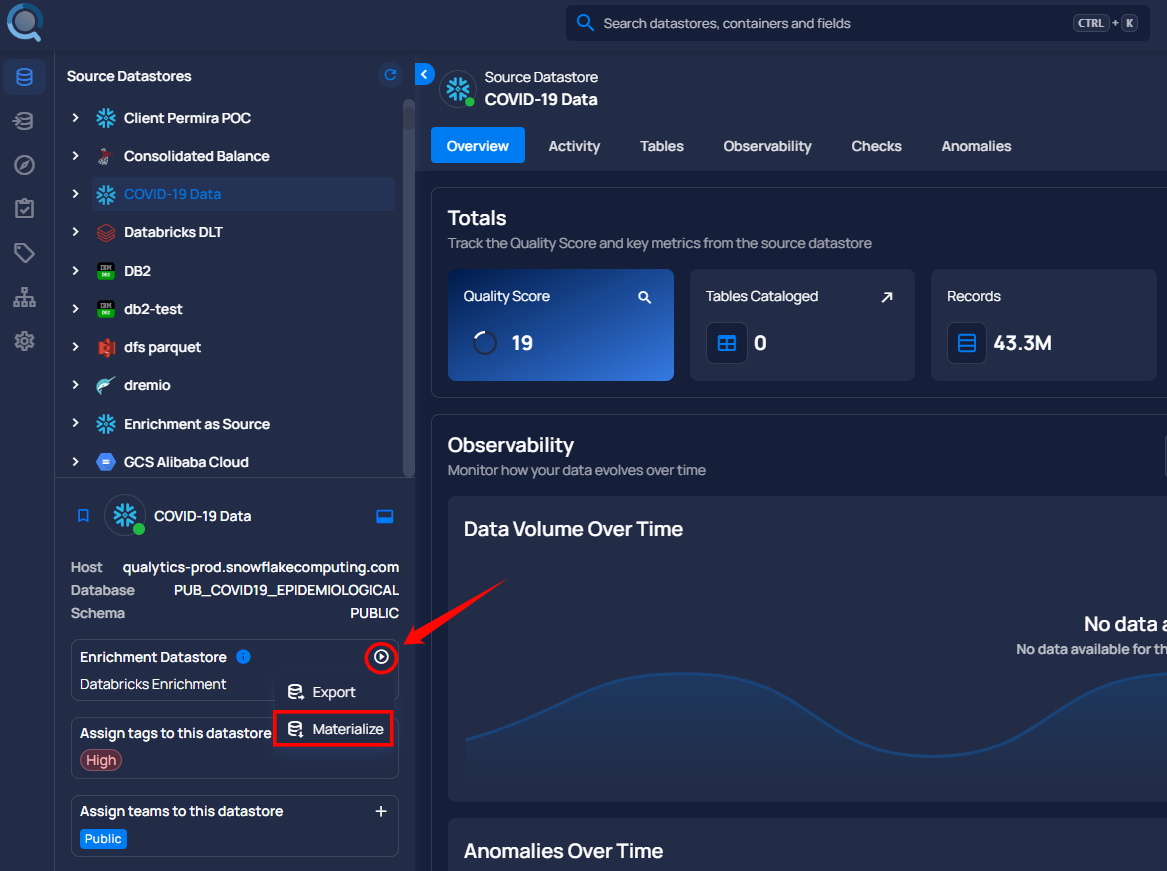 Search datastores, containers and fields
CTRL + K
Source Datastores
Client Permira POC
Consolidated Balance
COVID-19 Data
Databricks DLT
IBM DB2 DB2
IBM DB2 db2-test
dfs parquet
dremio
Enrichment as Source
GCS Alibaba Cloud
COVID-19 Data
Host qualytics-prod.snowflakecomputing.com
Database PUB_COVID19_EPIDEMIOLOGICAL
Schema PUBLIC
Enrichment Datastore
Databricks Enrichment
Export
Materialize
Assign tags to this datastore
High
Assign teams to this datastore +
Public
Source Datastore
COVID-19 Data
Overview Activity Tables Observability Checks Anomalies
Totals
Track the Quality Score and key metrics from the source datastore
Quality Score
19
Tables Cataloged
0
Records
43.3M
Observability
Monitor how your data evolves over time
Data Volume Over Time
No data a
No data available for th
Anomalies Over Time